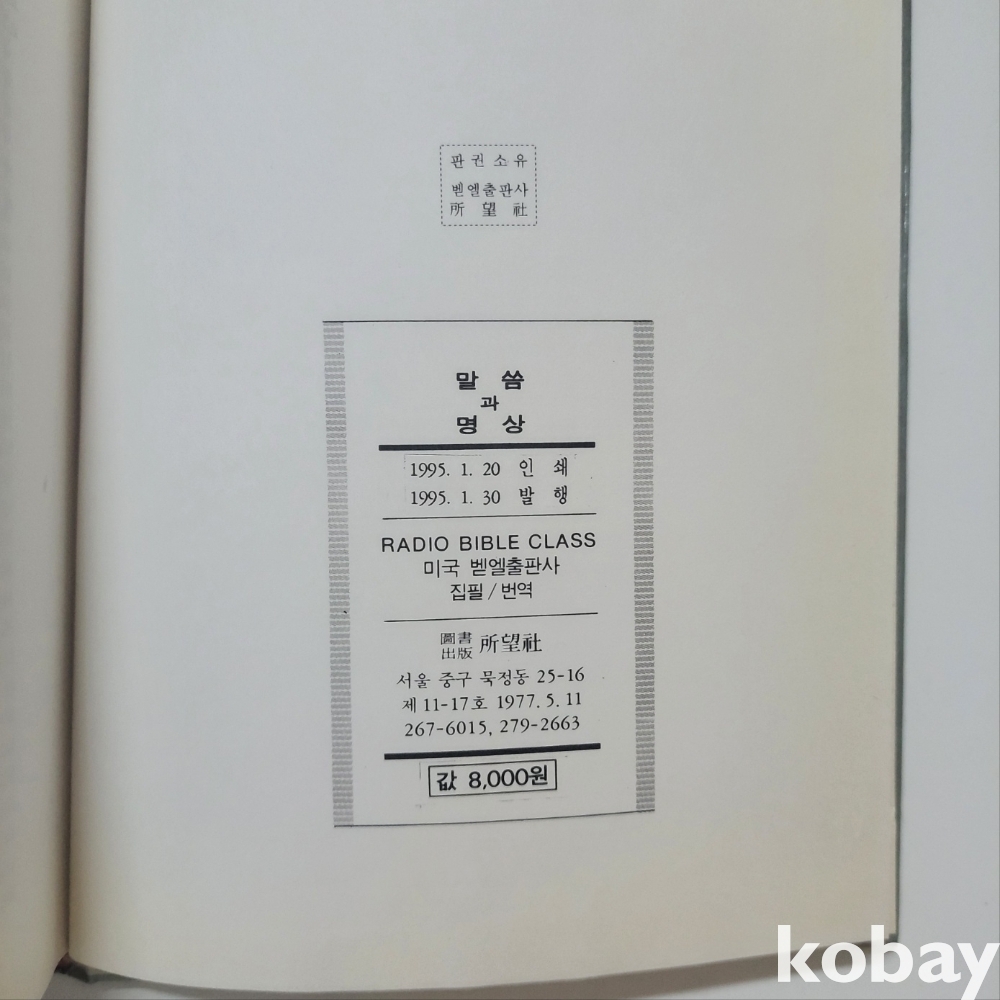 판권소유
벧엘출판사
所望社
말씀
과
명상
1995. 1. 20 인쇄
1995. 1. 30 발행
RADIO BIBLE CLASS
미국 벧엘출판사
집필 / 번역
圖書
出版 所望社
서울 중구 묵정동 25-16
제 11-17호 1977. 5. 11
267-6015, 279-2663
값 8,000원
kobay